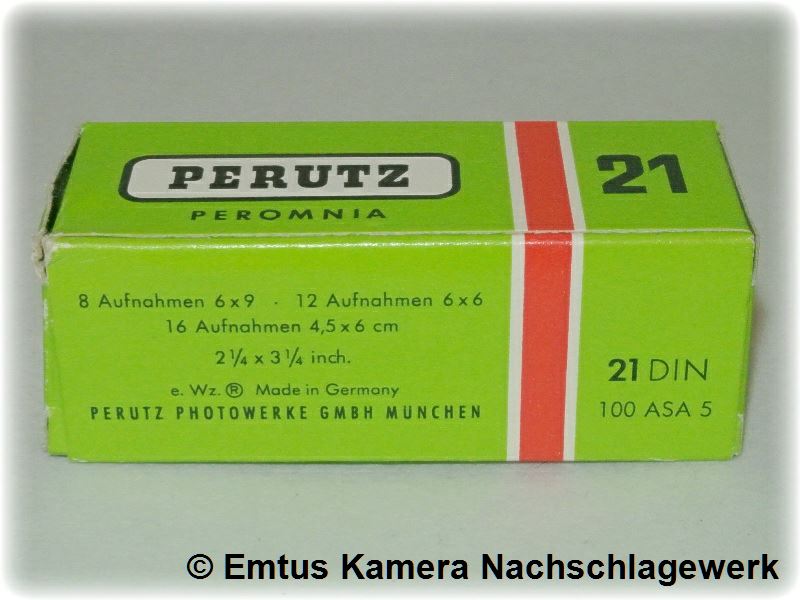 PERUTZ
PEROMNIA
21
8 Aufnahmen 6x9 · 12 Aufnahmen 6x6
16 Aufnahmen 4,5x6 cm
2¼ x 3¼ inch.
e. Wz. ® Made in Germany
PERUTZ PHOTOWERKE GMBH MÜNCHEN
21 DIN
100 ASA 5
© Emtus Kamera Nachschlagewerk